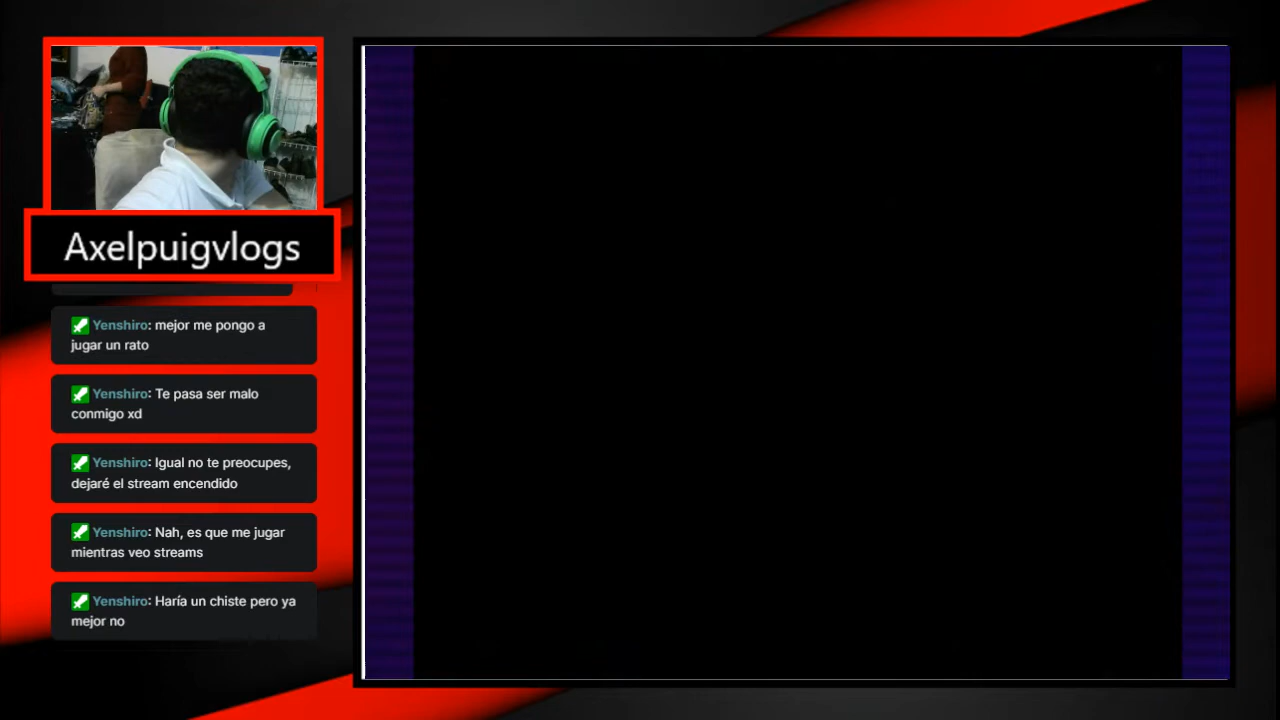 Axelpuigvlogs
Yenshiro: mejor me pongo a
jugar un rato
Yenshiro: Te pasa ser malo
conmigo xd
Yenshiro: Igual no te preocupes,
dejaré el stream encendido
Yenshiro: Nah, es que me jugar
mientras veo streams
Yenshiro: Haría un chiste pero ya
mejor no